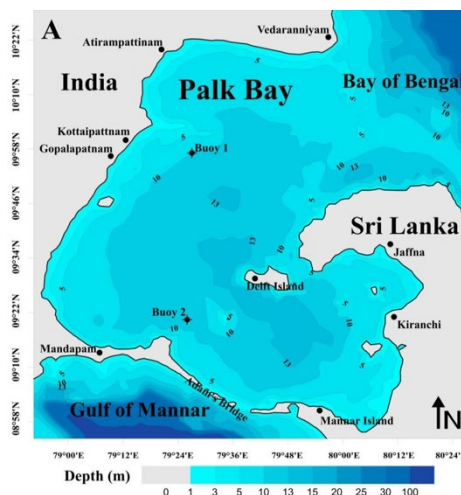 A
Vedaranniyam
Atirampattinam
India
Palk Bay
Bay of Bengal
Kottaipattnam
Gopalapatnam
Buoy 1
Sri Lanka
Jaffna
Delft Island
Buoy 2
Kiranchi
Mandapam
Adam's Bridge
Gulf of Mannar
Mannar Island
N
10°22'
10°10'
09°58'
09°46'
09°34'
09°22'
09°10'
08°58'
79°00' 79°12' 79°24' 79°36' 79°48' 80°00' 80°12' 80°24'
Depth (m)
0 1 3 5 10 13 15 20 30 100